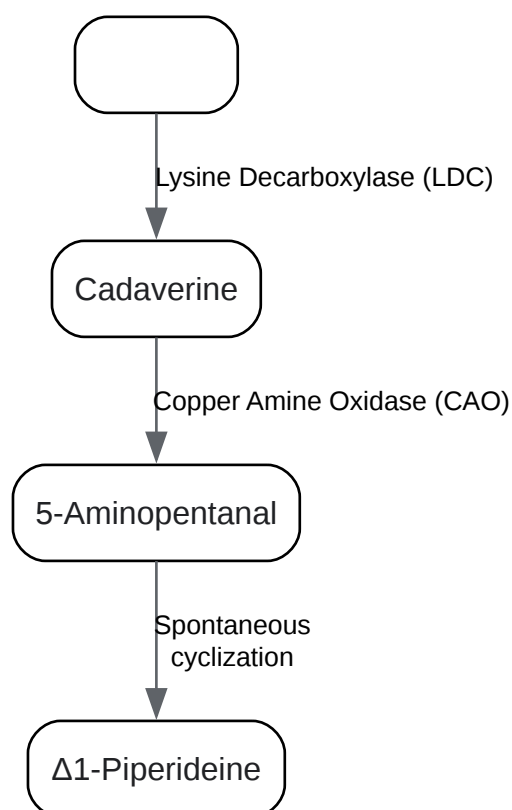 Lysine Decarboxylase (LDC)
Cadaverine
Copper Amine Oxidase (CAO)
5-Aminopentanal
Spontaneous
cyclization
Δ1-Piperideine